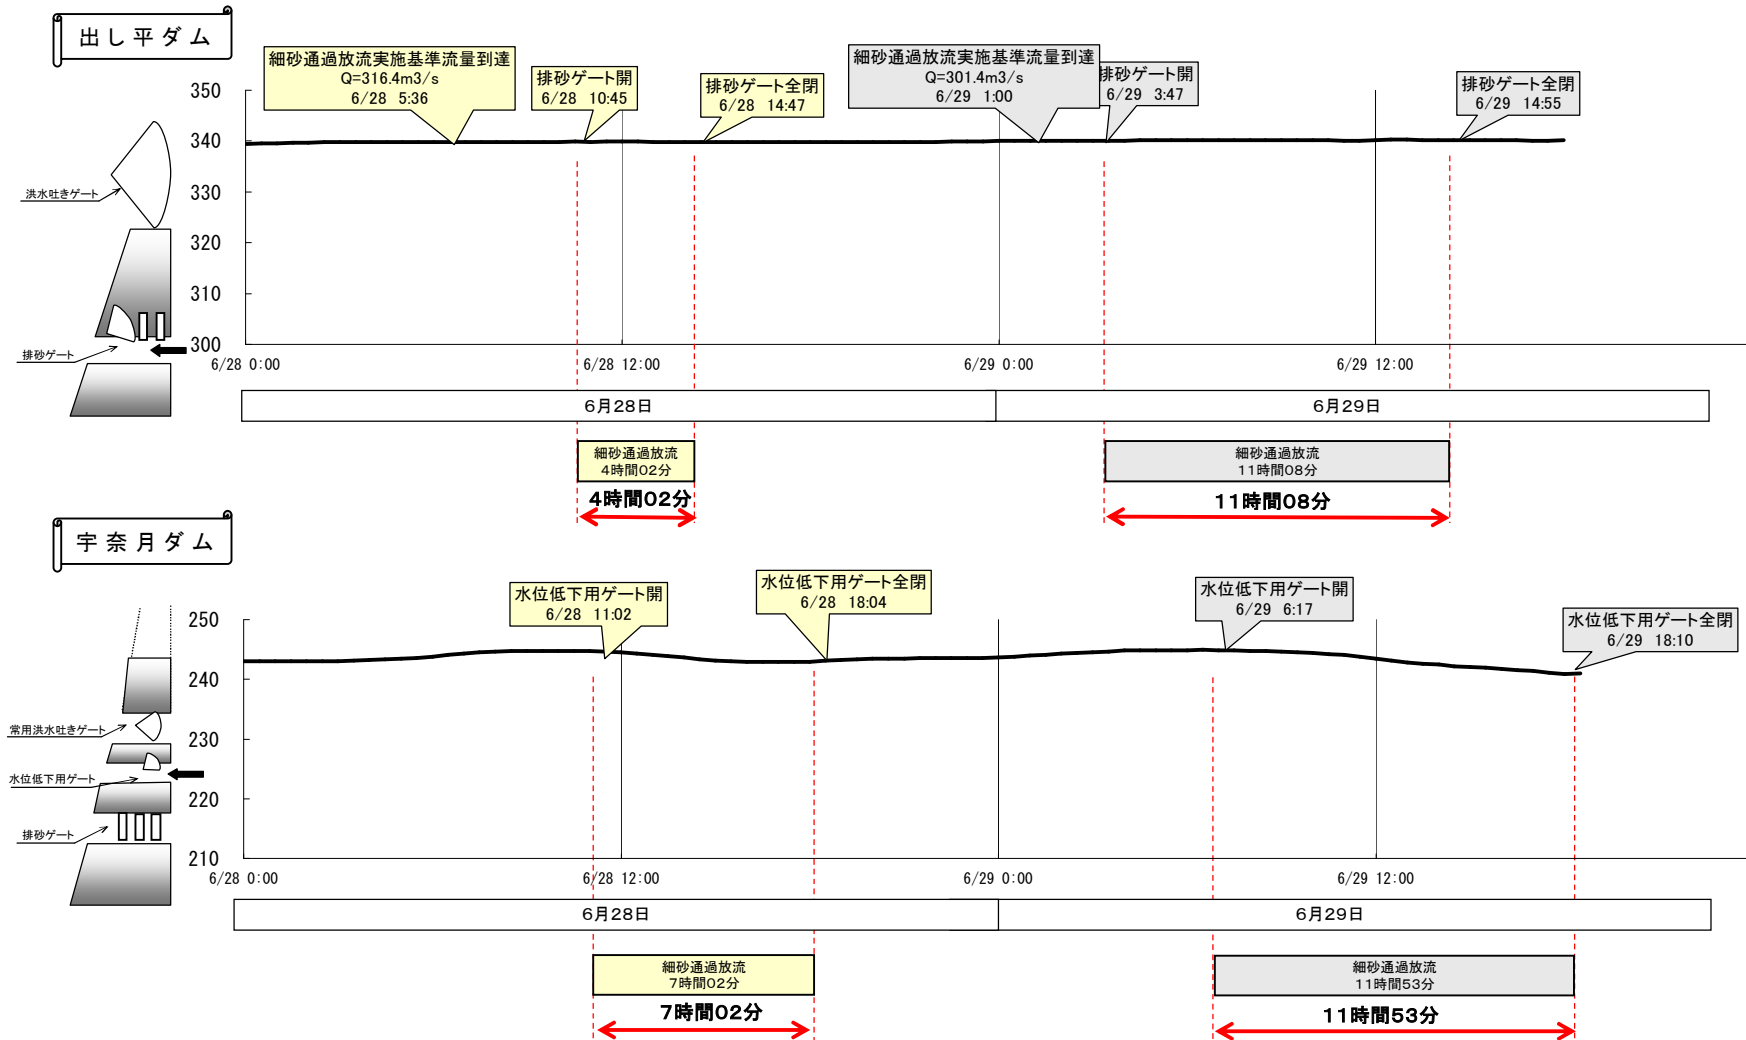 出し平ダム
細砂通過放流実施基準流量到達
Q=316.4m3/s
6/28 5:36
排砂ゲート開
6/28 10:45
排砂ゲート全閉
6/28 14:47
細砂通過放流実施基準流量到達
Q=301.4m3/s
6/29 1:00
排砂ゲート開
6/29 3:47
排砂ゲート全閉
6/29 14:55
350
340
330
320
310
300
洪水吐きゲート
排砂ゲート
6/28 0:00
6/28 12:00
6/29 0:00
6/29 12:00
6月28日
6月29日
細砂通過放流
4時間02分
4時間02分
細砂通過放流
11時間08分
11時間08分
宇奈月ダム
水位低下用ゲート開
6/28 11:02
水位低下用ゲート全閉
6/28 18:04
水位低下用ゲート開
6/29 6:17
水位低下用ゲート全閉
6/29 18:10
250
240
230
220
210
常用洪水吐きゲート
水位低下用ゲート
排砂ゲート
6/28 0:00
6/28 12:00
6/29 0:00
6/29 12:00
6月28日
6月29日
細砂通過放流
7時間02分
7時間02分
細砂通過放流
11時間53分
11時間53分